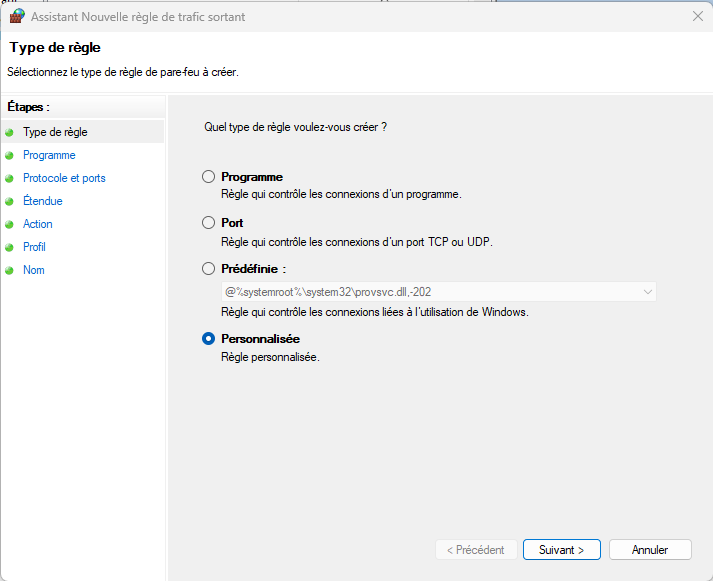 Assistant Nouvelle règle de trafic sortant
Type de règle
Sélectionnez le type de règle de pare-feu à créer.
Étapes :
Type de règle
Programme
Protocole et ports
Étendue
Action
Profil
Nom
Quel type de règle voulez-vous créer ?
Programme
Règle qui contrôle les connexions d'un programme.
Port
Règle qui contrôle les connexions d'un port TCP ou UDP.
Prédéfinie :
@%systemroot%\system32\provsvc.dll,-202
Règle qui contrôle les connexions liées à l'utilisation de Windows.
Personnalisée
Règle personnalisée.
< Précédent Suivant > Annuler